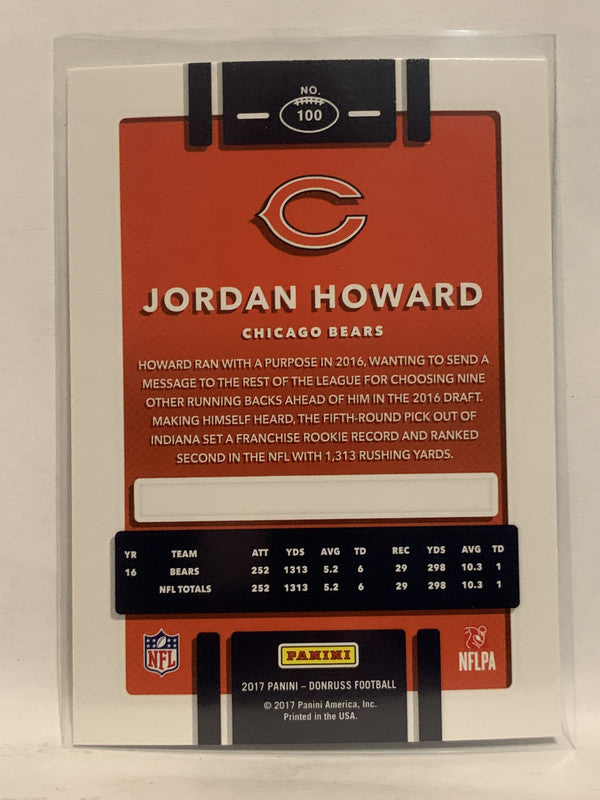 NO.
100
JORDAN HOWARD
CHICAGO BEARS
HOWARD RAN WITH A PURPOSE IN 2016, WANTING TO SEND A
MESSAGE TO THE REST OF THE LEAGUE FOR CHOOSING NINE
OTHER RUNNING BACKS AHEAD OF HIM IN THE 2016 DRAFT.
MAKING HIMSELF HEARD, THE FIFTH-ROUND PICK OUT OF
INDIANA SET A FRANCHISE ROOKIE RECORD AND RANKED
SECOND IN THE NFL WITH 1,313 RUSHING YARDS.
YR TEAM ATT YDS AVG TD REC YDS AVG TD
16 BEARS 252 1313 5.2 6 29 298 10.3 1
NFL TOTALS 252 1313 5.2 6 29 298 10.3 1
NFL PANINI NFLPA
2017 PANINI – DONRUSS FOOTBALL
© 2017 Panini America, Inc.
Printed in the USA.